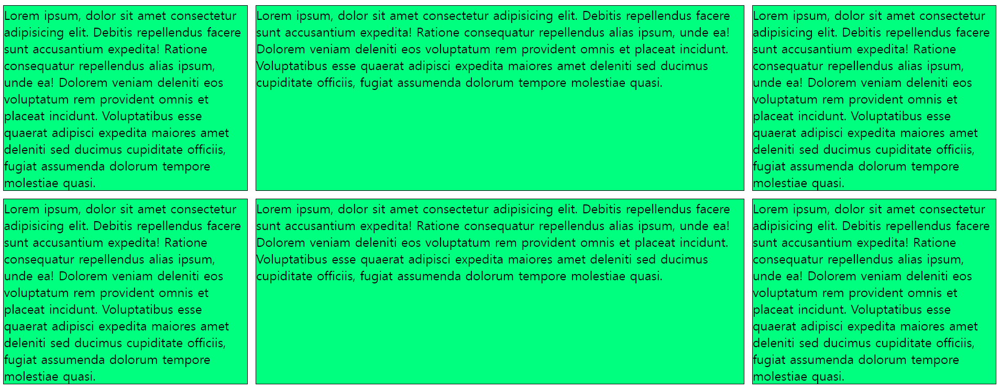 Lorem ipsum, dolor sit amet consectetur
adipisicing elit. Debitis repellendus facere
sunt accusantium expedita! Ratione
consequatur repellendus alias ipsum,
unde ea! Dolorem veniam deleniti eos
voluptatum rem provident omnis et
placeat incidunt. Voluptatibus esse
quaerat adipisci expedita maiores amet
deleniti sed ducimus cupiditate officiis,
fugiat assumenda dolorum tempore
molestiae quasi.
Lorem ipsum, dolor sit amet consectetur adipisicing elit. Debitis repellendus facere
sunt accusantium expedita! Ratione consequatur repellendus alias ipsum, unde ea!
Dolorem veniam deleniti eos voluptatum rem provident omnis et placeat incidunt.
Voluptatibus esse quaerat adipisci expedita maiores amet deleniti sed ducimus
cupiditate officiis, fugiat assumenda dolorum tempore molestiae quasi.
Lorem ipsum, dolor sit amet consectetur
adipisicing elit. Debitis repellendus facere
sunt accusantium expedita! Ratione
consequatur repellendus alias ipsum,
unde ea! Dolorem veniam deleniti eos
voluptatum rem provident omnis et
placeat incidunt. Voluptatibus esse
quaerat adipisci expedita maiores amet
deleniti sed ducimus cupiditate officiis,
fugiat assumenda dolorum tempore
molestiae quasi.
Lorem ipsum, dolor sit amet consectetur
adipisicing elit. Debitis repellendus facere
sunt accusantium expedita! Ratione
consequatur repellendus alias ipsum,
unde ea! Dolorem veniam deleniti eos
voluptatum rem provident omnis et
placeat incidunt. Voluptatibus esse
quaerat adipisci expedita maiores amet
deleniti sed ducimus cupiditate officiis,
fugiat assumenda dolorum tempore
molestiae quasi.
Lorem ipsum, dolor sit amet consectetur adipisicing elit. Debitis repellendus facere
sunt accusantium expedita! Ratione consequatur repellendus alias ipsum, unde ea!
Dolorem veniam deleniti eos voluptatum rem provident omnis et placeat incidunt.
Voluptatibus esse quaerat adipisci expedita maiores amet deleniti sed ducimus
cupiditate officiis, fugiat assumenda dolorum tempore molestiae quasi.
Lorem ipsum, dolor sit amet consectetur
adipisicing elit. Debitis repellendus facere
sunt accusantium expedita! Ratione
consequatur repellendus alias ipsum,
unde ea! Dolorem veniam deleniti eos
voluptatum rem provident omnis et
placeat incidunt. Voluptatibus esse
quaerat adipisci expedita maiores amet
deleniti sed ducimus cupiditate officiis,
fugiat assumenda dolorum tempore
molestiae quasi.